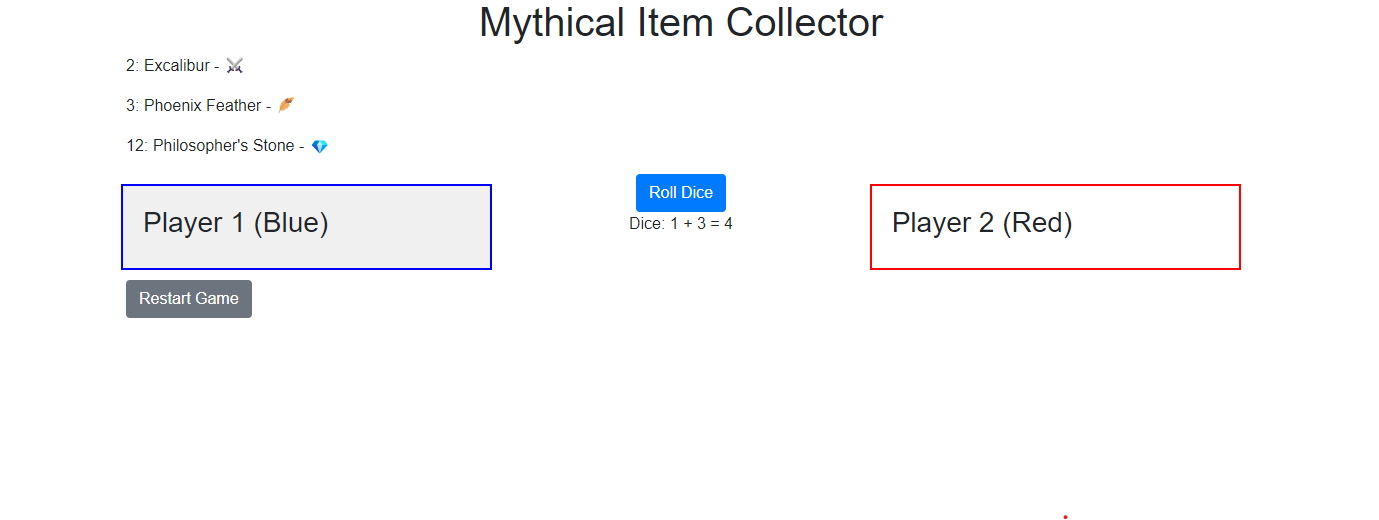 Mythical Item Collector
2: Excalibur - ⚔️
3: Phoenix Feather - 🪶
12: Philosopher's Stone - 💎
Player 1 (Blue)
Roll Dice
Dice: 1 + 3 = 4
Player 2 (Red)
Restart Game